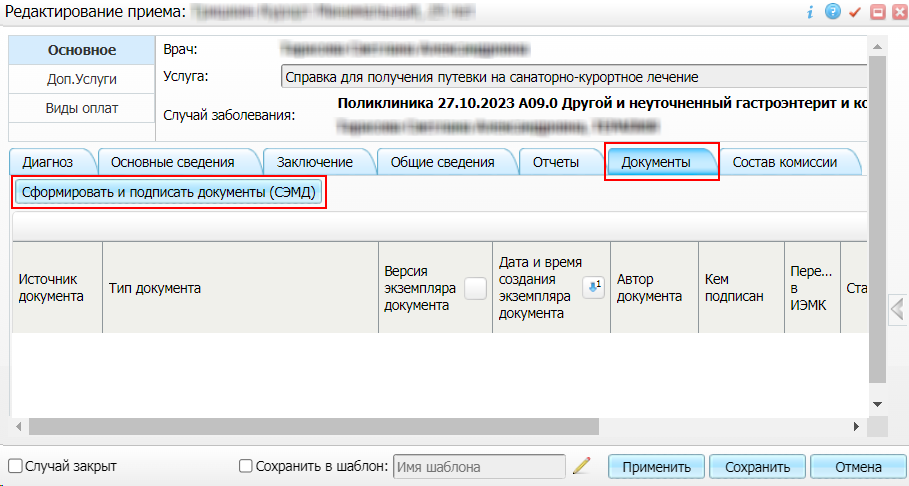 Редактирование приема:
Основное
Доп.Услуги
Виды оплат
Врач:
Услуга: Справка для получения путевки на санаторно-курортное лечение
Случай заболевания: Поликлиника 27.10.2023 A09.0 Другой и неуточненный гастроэнтерит и ко
Диагноз Основные сведения Заключение Общие сведения Отчеты Документы Состав комиссии
Сформировать и подписать документы (СЭМД)
Источник документа
Тип документа
Версия экземпляра документа
Дата и время создания экземпляра документа 1
Автор документа
Кем подписан
Пере... в ИЭМК
Ста
Случай закрыт Сохранить в шаблон: Имя шаблона Применить Сохранить Отмена